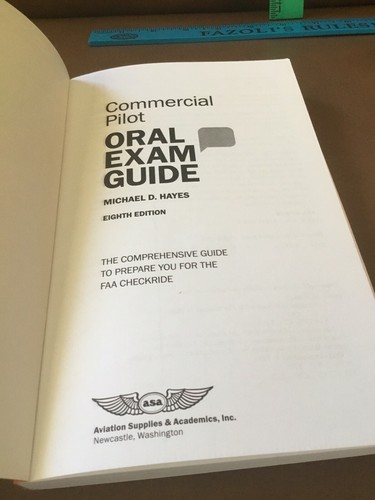 PAZOLI'S RULES
Commercial
Pilot
ORAL
EXAM
GUIDE
MICHAEL D. HAYES
EIGHTH EDITION
THE COMPREHENSIVE GUIDE
TO PREPARE YOU FOR THE
FAA CHECKRIDE
asa
Aviation Supplies & Academics, Inc.
Newcastle, Washington